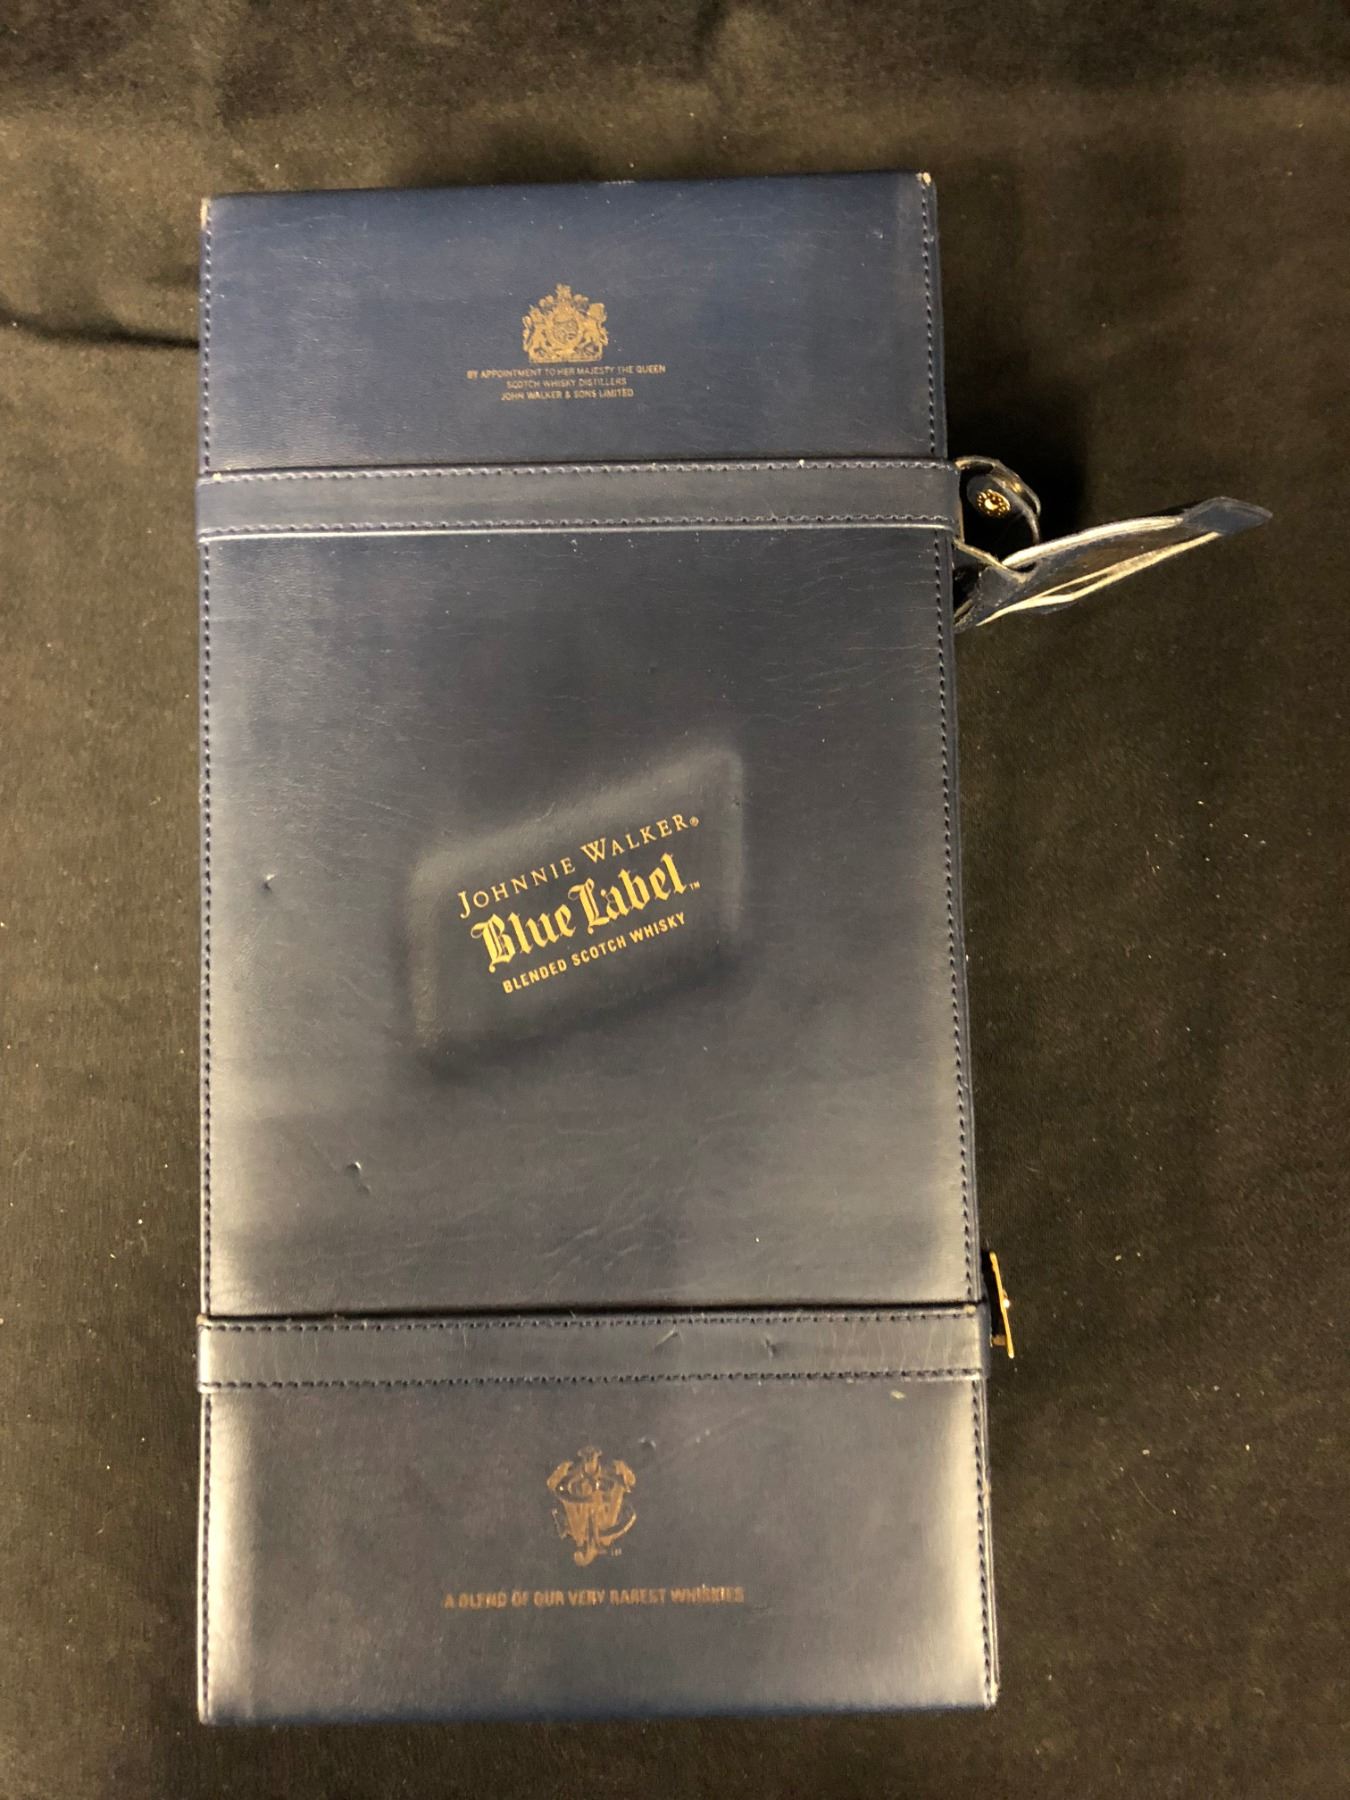 BY APPOINTMENT TO HER MAJESTY THE QUEEN
SCOTCH WHISKY DISTILLERS
JOHN WALKER & SONS LIMITED
JOHNNIE WALKER®
Blue Label™
BLENDED SCOTCH WHISKY
A BLEND OF OUR VERY RAREST WHISKIES